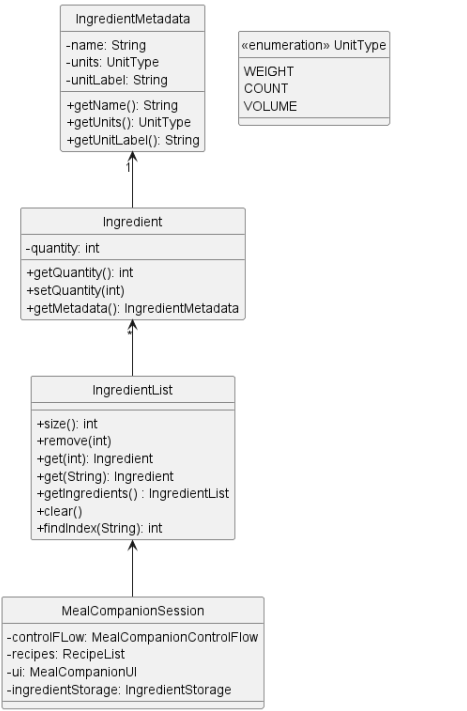 IngredientMetadata
-name: String
-units: UnitType
-unitLabel: String
+getName(): String
+getUnits(): UnitType
+getUnitLabel(): String
«enumeration» UnitType
WEIGHT
COUNT
VOLUME
1
Ingredient
-quantity: int
+getQuantity(): int
+setQuantity(int)
+getMetadata(): IngredientMetadata
*
IngredientList
+size(): int
+remove(int)
+get(int): Ingredient
+get(String): Ingredient
+getIngredients() : IngredientList
+clear()
+findIndex(String): int
MealCompanionSession
-controlFLow: MealCompanionControlFlow
-recipes: RecipeList
-ui: MealCompanionUI
-ingredientStorage: IngredientStorage